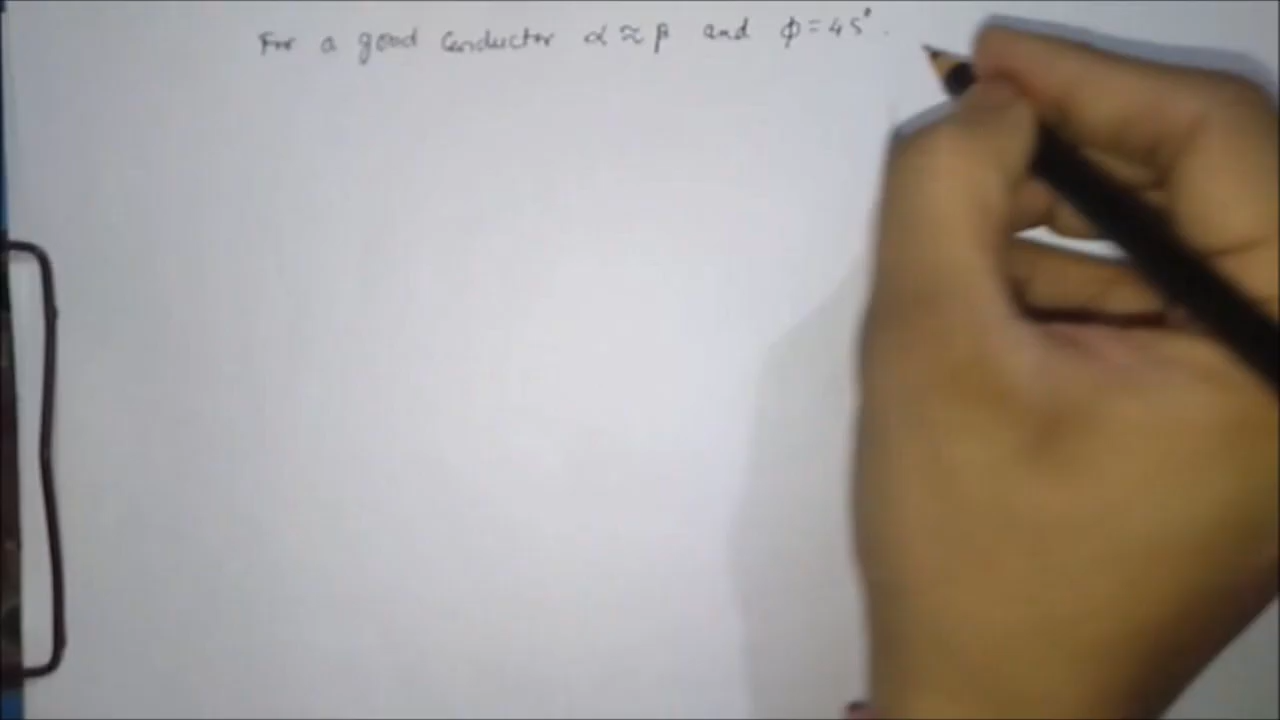 For a good conductor α ≈ β and ϕ = 45°.